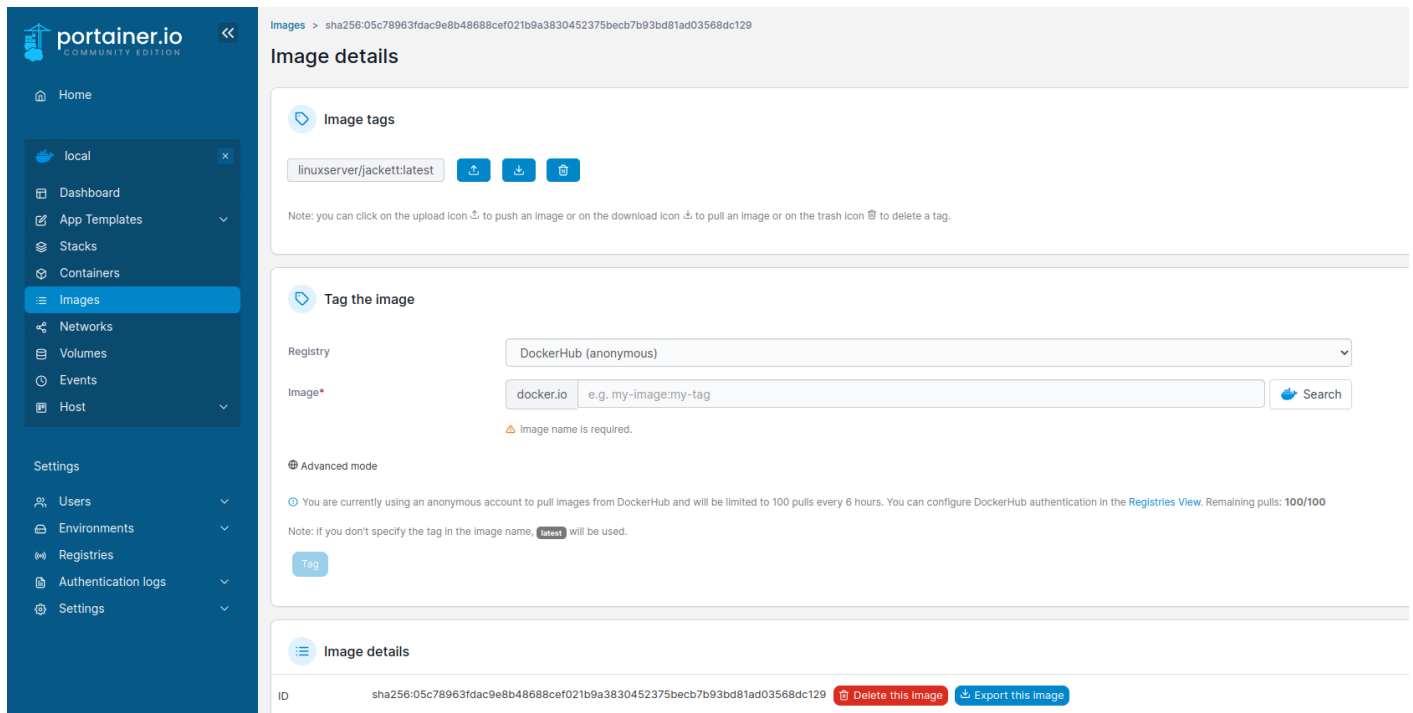 portainer.io
COMMUNITY EDITION
Home
local
Dashboard
App Templates
Stacks
Containers
Images
Networks
Volumes
Events
Host
Settings
Users
Environments
Registries
Authentication logs
Settings
Images > sha256:05c78963fdac9e8b48688cef021b9a3830452375becb7b93bd81ad03568dc129
Image details
Image tags
linuxserver/jackett:latest
Note: you can click on the upload icon to push an image or on the download icon to pull an image or on the trash icon to delete a tag.
Tag the image
Registry
DockerHub (anonymous)
Image*
docker.io e.g. my-image:my-tag Search
Image name is required.
Advanced mode
You are currently using an anonymous account to pull images from DockerHub and will be limited to 100 pulls every 6 hours. You can configure DockerHub authentication in the Registries View. Remaining pulls: 100/100
Note: if you don't specify the tag in the image name, latest will be used.
Tag
Image details
ID sha256:05c78963fdac9e8b48688cef021b9a3830452375becb7b93bd81ad03568dc129 Delete this image Export this image